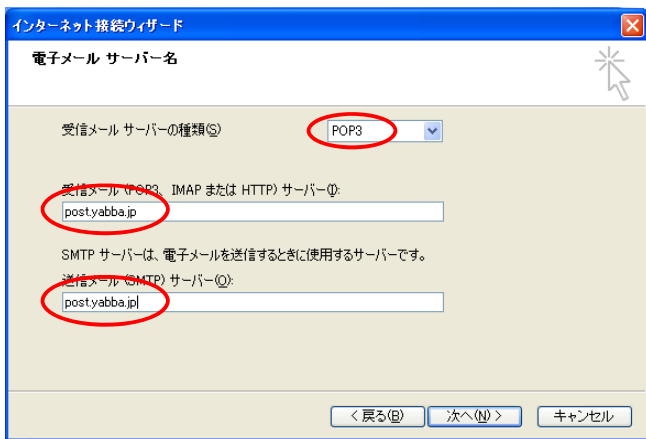 インターネット接続ウィザード
電子メール サーバー名
受信メール サーバーの種類(S)
POP3
受信メール (POP3、IMAP または HTTP) サーバー(I):
post.yabba.jp
SMTP サーバーは、電子メールを送信するときに使用するサーバーです。
送信メール (SMTP) サーバー(O):
post.yabba.jp
< 戻る(B)
次へ(N) >
キャンセル